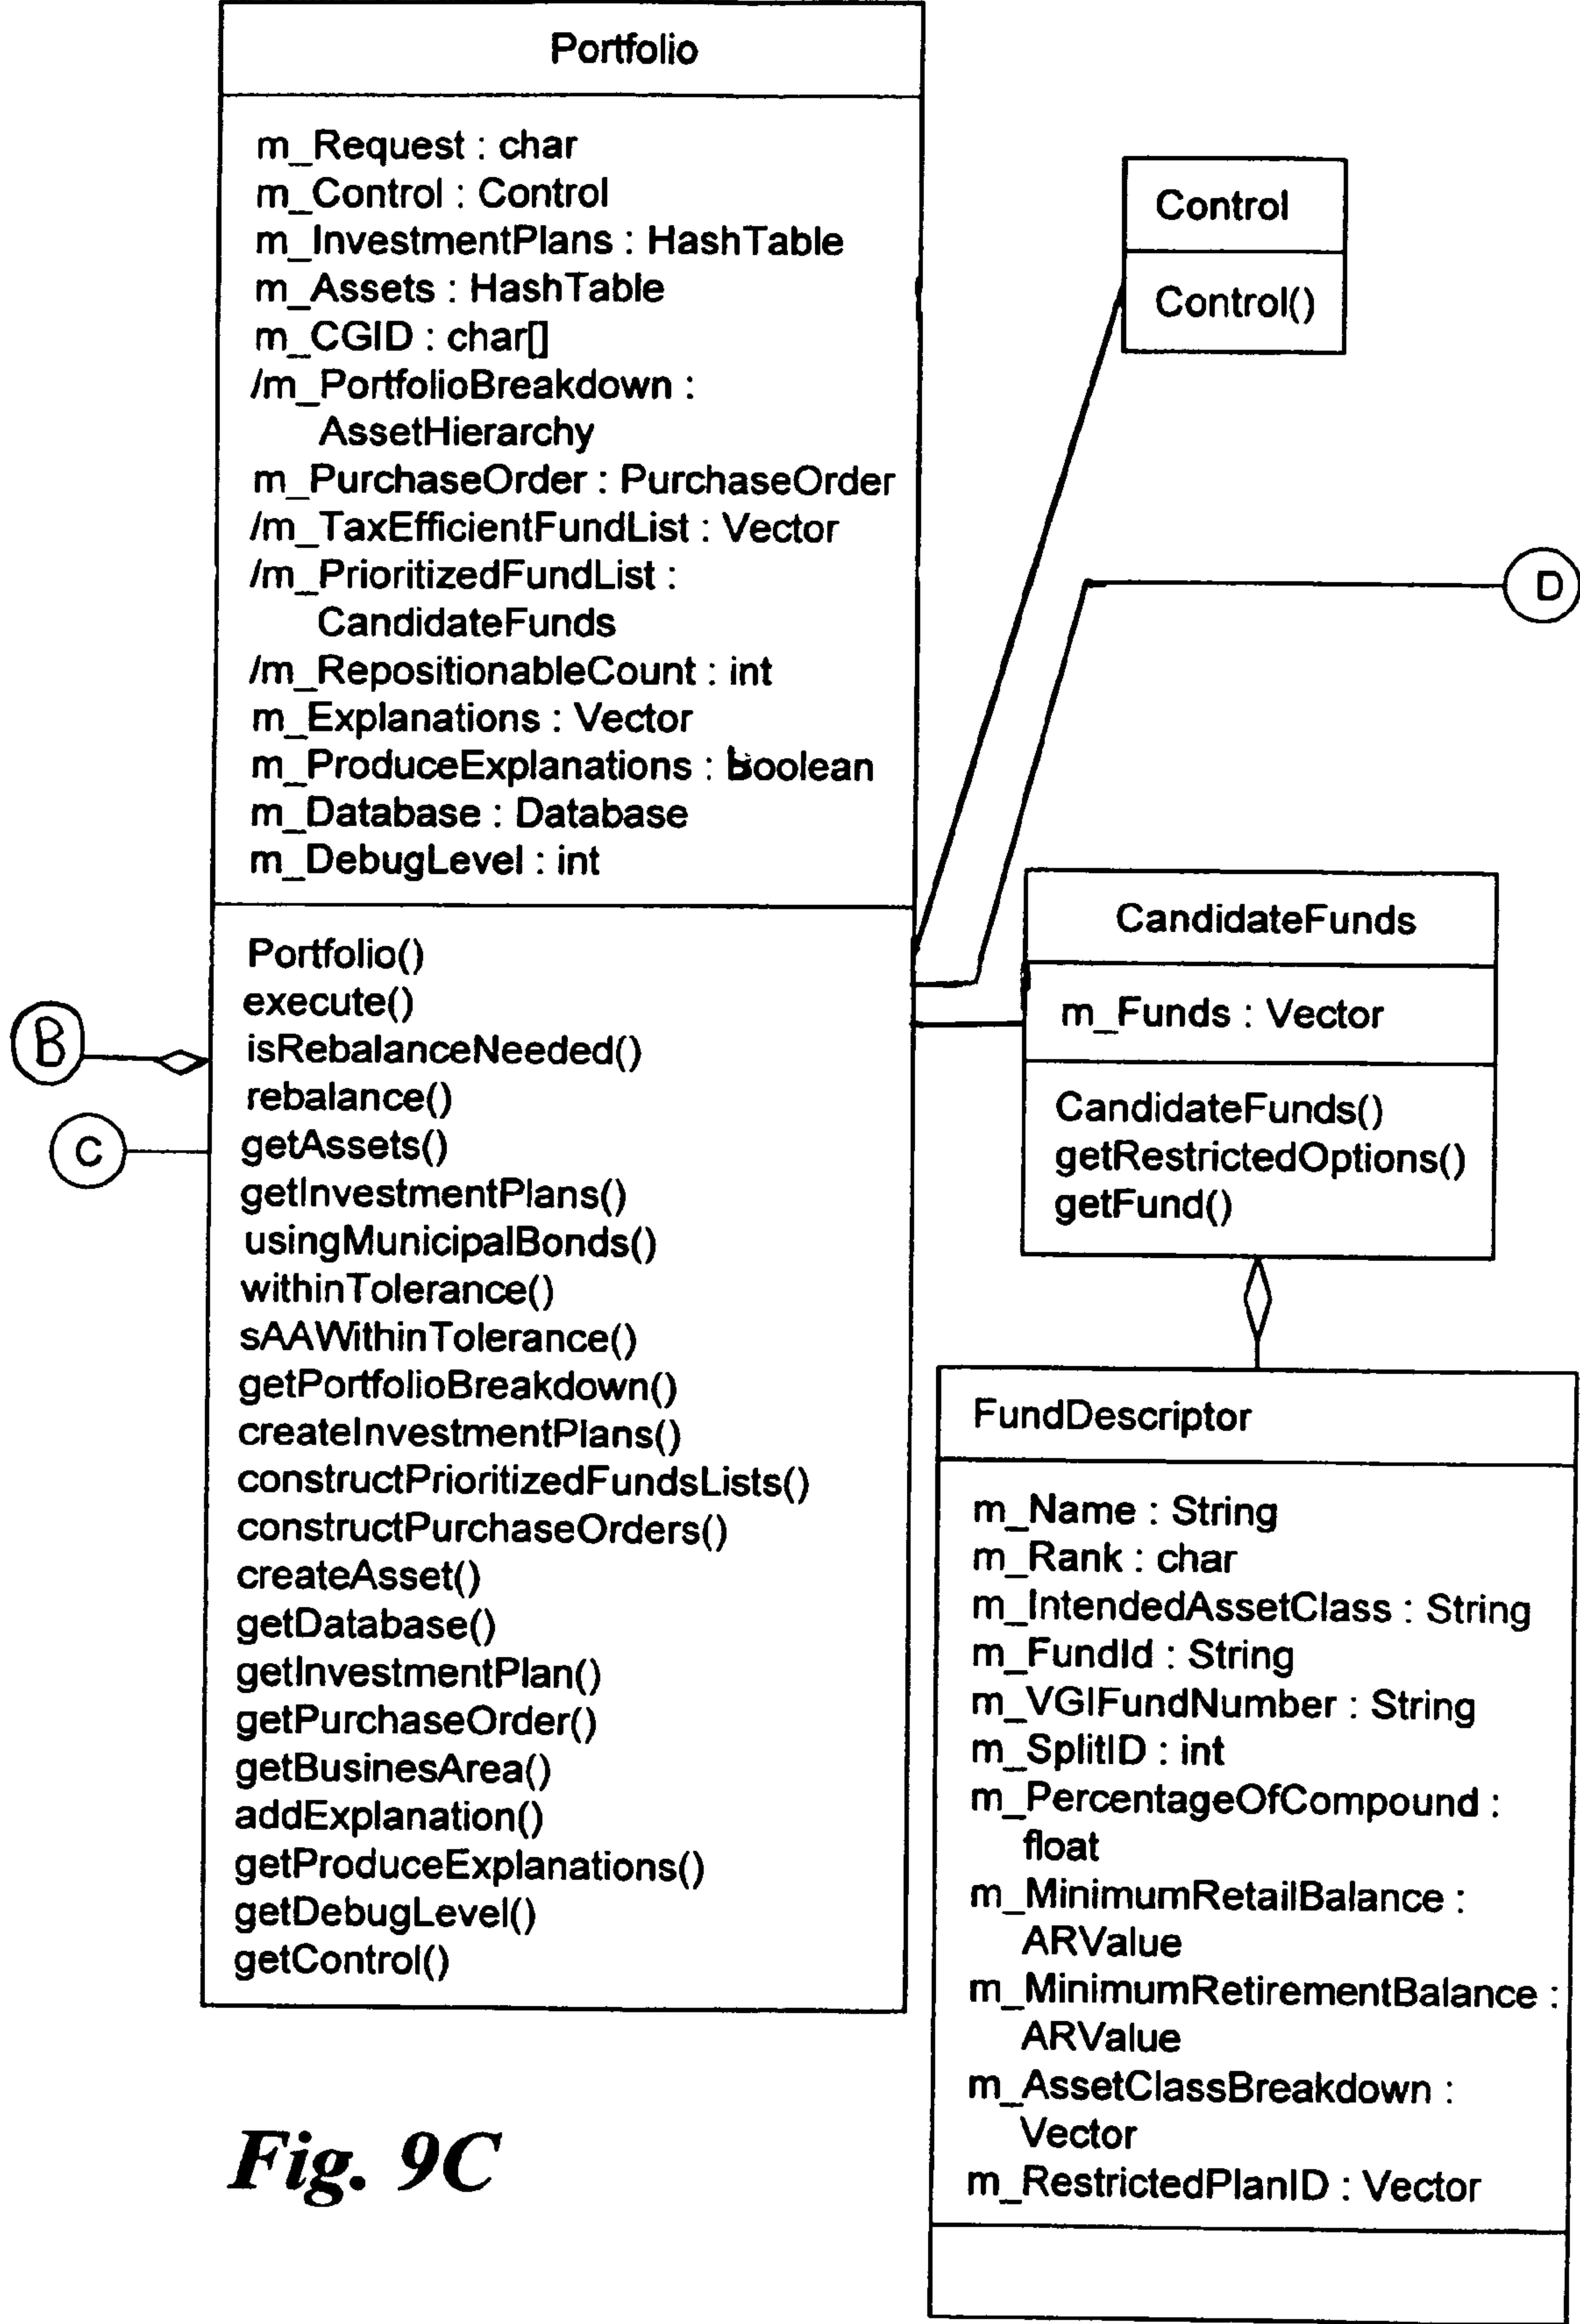 Portfolio
m_Request : char
m_Control : Control
m_InvestmentPlans : HashTable
m_Assets : HashTable
m_CGID : char[]
/m_PortfolioBreakdown :
AssetHierarchy
m_PurchaseOrder : PurchaseOrder
/m_TaxEfficientFundList : Vector
/m_PrioritizedFundList :
CandidateFunds
/m_RepositionableCount : int
m_Explanations : Vector
m_ProduceExplanations : Boolean
m_Database : Database
m_DebugLevel : int
Portfolio()
execute()
isRebalanceNeeded()
rebalance()
getAssets()
getInvestmentPlans()
usingMunicipalBonds()
withinTolerance()
sAAWithinTolerance()
getPortfolioBreakdown()
createInvestmentPlans()
constructPrioritizedFundsLists()
constructPurchaseOrders()
createAsset()
getDatabase()
getInvestmentPlan()
getPurchaseOrder()
getBusinesArea()
addExplanation()
getProduceExplanations()
getDebugLevel()
getControl()
B
C
Control
Control()
D
CandidateFunds
m_Funds : Vector
CandidateFunds()
getRestrictedOptions()
getFund()
FundDescriptor
m_Name : String
m_Rank : char
m_IntendedAssetClass : String
m_FundId : String
m_VGIFundNumber : String
m_SplitID : int
m_PercentageOfCompound :
float
m_MinimumRetailBalance :
ARValue
m_MinimumRetirementBalance :
ARValue
m_AssetClassBreakdown :
Vector
m_RestrictedPlanID : Vector
Fig. 9C